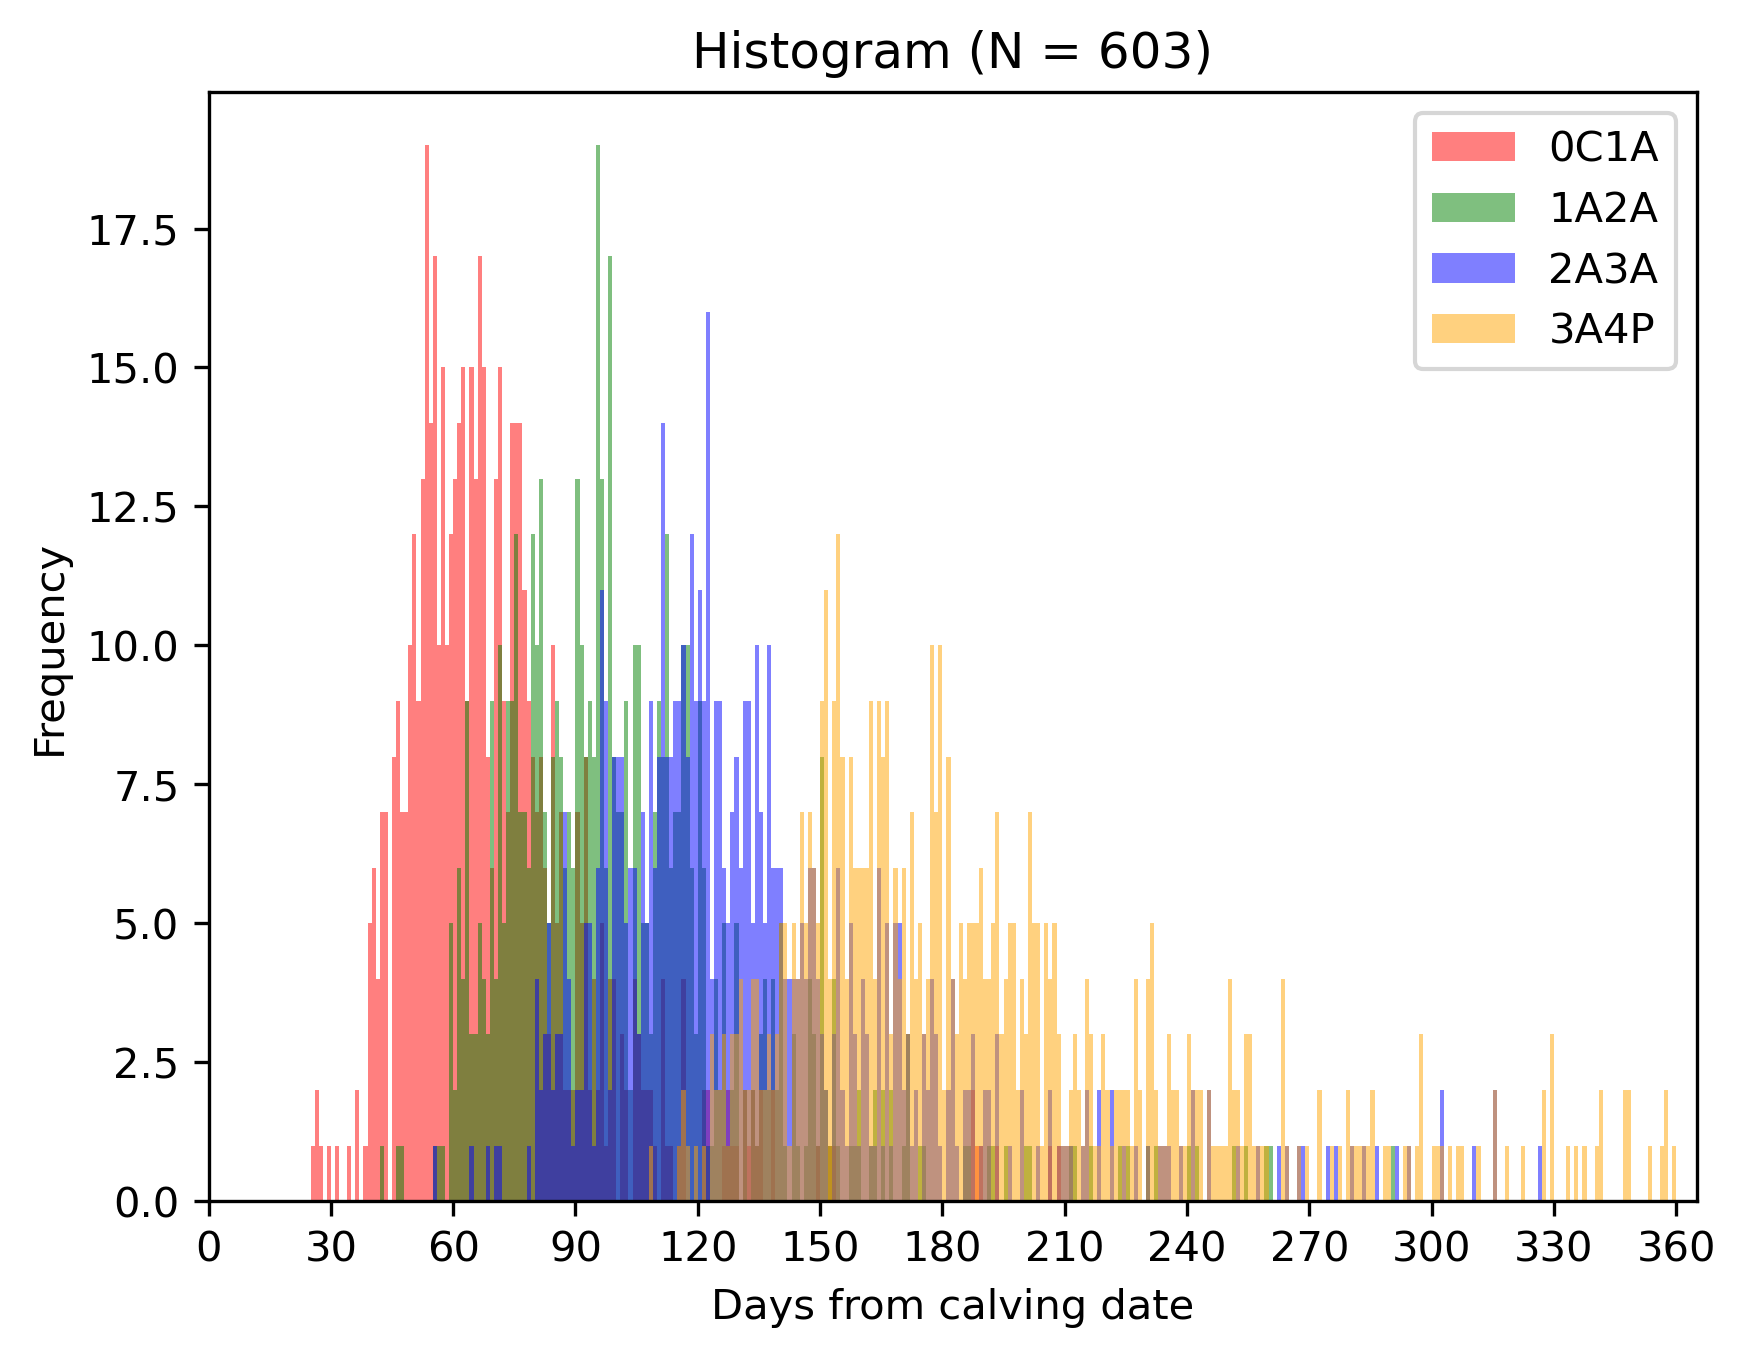 Histogram (N = 603)
0C1A
1A2A
2A3A
3A4P
17.5
15.0
12.5
10.0
7.5
5.0
2.5
0.0
Frequency
0 30 60 90 120 150 180 210 240 270 300 330 360
Days from calving date